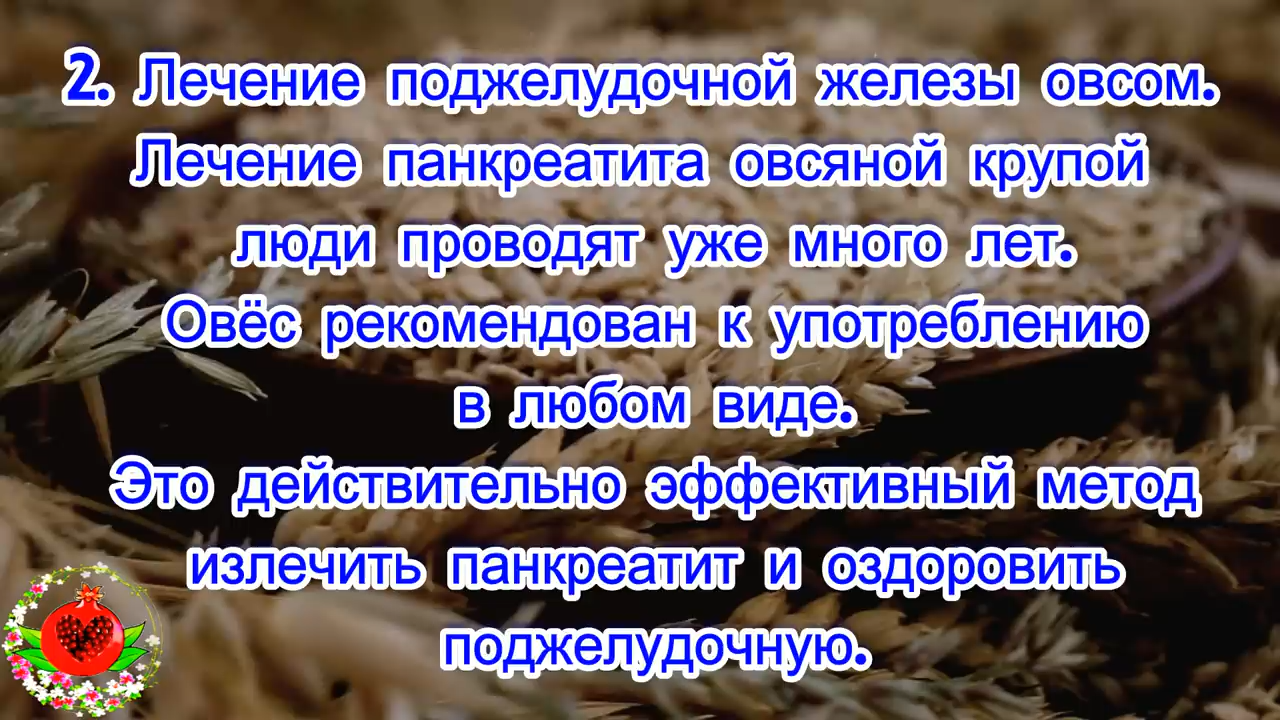 2. Лечение поджелудочной железы овсом.
Лечение панкреатита овсяной крупой
люди проводят уже много лет.
Овёс рекомендован к употреблению
в любом виде.
Это действительно эффективный метод
излечить панкреатит и оздоровить
поджелудочную.